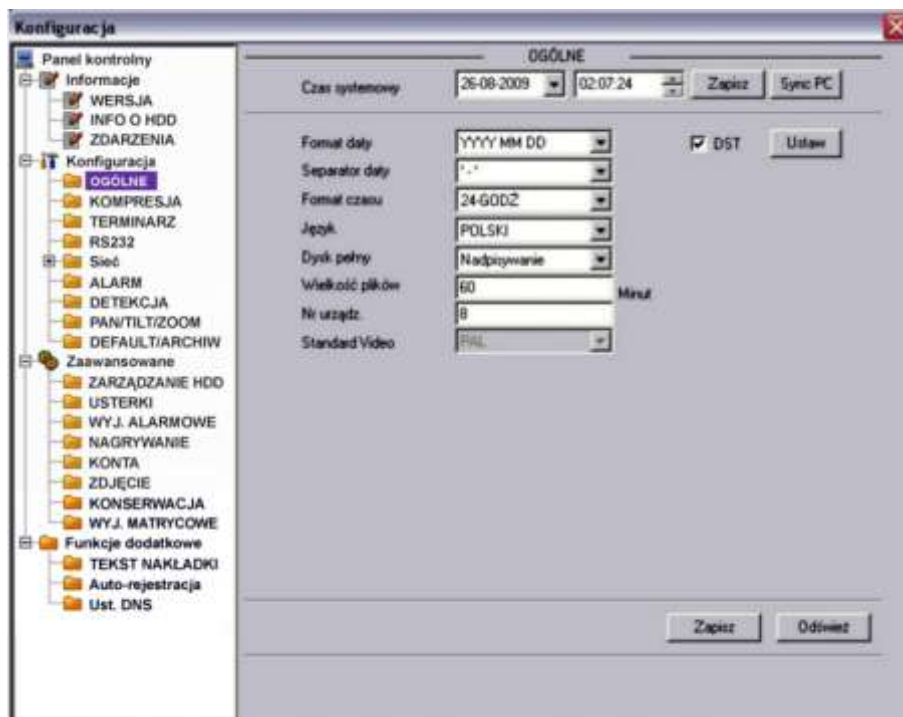 Konfiguracja
Panel kontrolny
Informacje
WERSJA
INFO O HDD
ZDARZENIA
Konfiguracja
OGÓLNE
KOMPRESJA
TERMINARZ
RS232
Sieć
ALARM
DETEKCJA
PAN/TILT/ZOOM
DEFAULT/ARCHIW
Zaawansowane
ZARZĄDZANIE HDD
USTERKI
WYJ. ALARMOWE
NAGRYWANIE
KONTA
ZDJĘCIE
KONSERWACJA
WYJ. MATRYCOWE
Funkcje dodatkowe
TEKST NAKŁADKI
Auto-rejestracja
Ust. DNS
OGÓLNE
Czas systemowy 26-08-2009 02:07:24 Zapisz Sync PC
Format daty YYYY MM DD DST Ustaw
Separator daty '-'
Format czasu 24-GODŹ
Język POLSKI
Dysk pełny Nadpisywanie
Wielkość plików 60 Minut
Nr urządz. 8
Standard Video PAL
Zapisz Odśwież